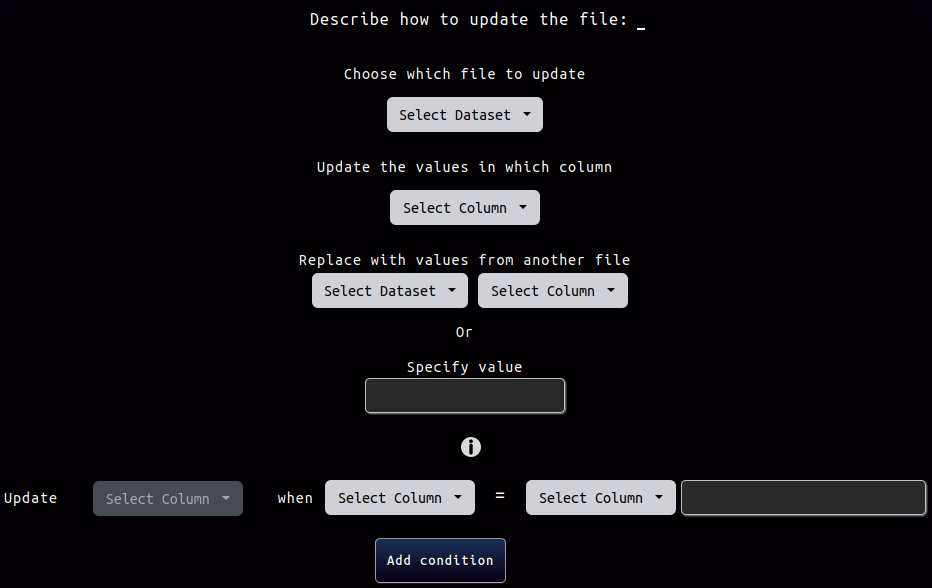 Describe how to update the file: _
Choose which file to update
Select Dataset
Update the values in which column
Select Column
Replace with values from another file
Select Dataset Select Column
Or
Specify value
Update Select Column when Select Column = Select Column
Add condition